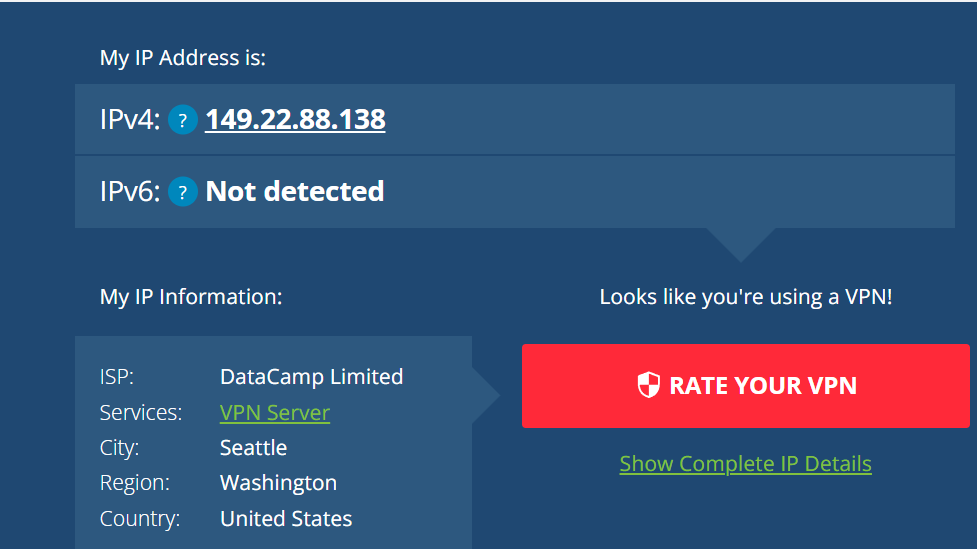 My IP Address is:
IPv4: ? 149.22.88.138
IPv6: ? Not detected
My IP Information:
ISP: DataCamp Limited
Services: VPN Server
City: Seattle
Region: Washington
Country: United States
Looks like you're using a VPN!
RATE YOUR VPN
Show Complete IP Details